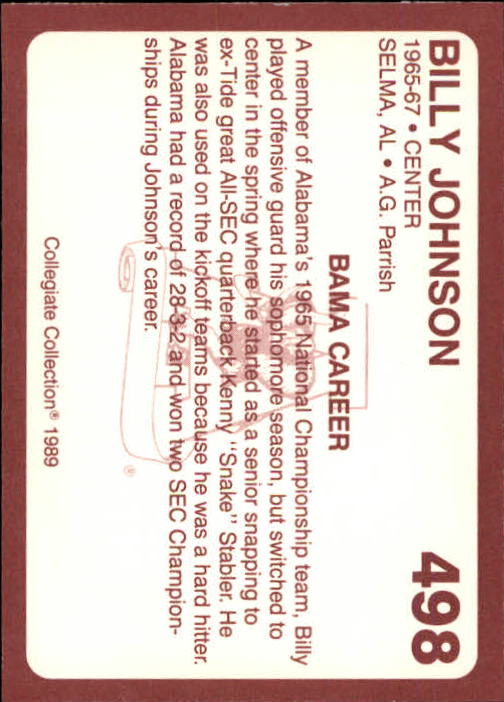 BILLY JOHNSON 498
1965-67 • CENTER
SELMA, AL • A.G. Parrish
BAMA CAREER
A member of Alabama's 1965 National Championship team, Billy
played offensive guard his sophomore season, but switched to
center in the spring where he started as a senior snapping to
ex-Tide great All-SEC quarterback Kenny "Snake" Stabler. He
was also used on the kickoff teams because he was a hard hitter.
Alabama had a record of 28-3-2 and won two SEC Champion-
ships during Johnson's career.
Collegiate Collection® 1989